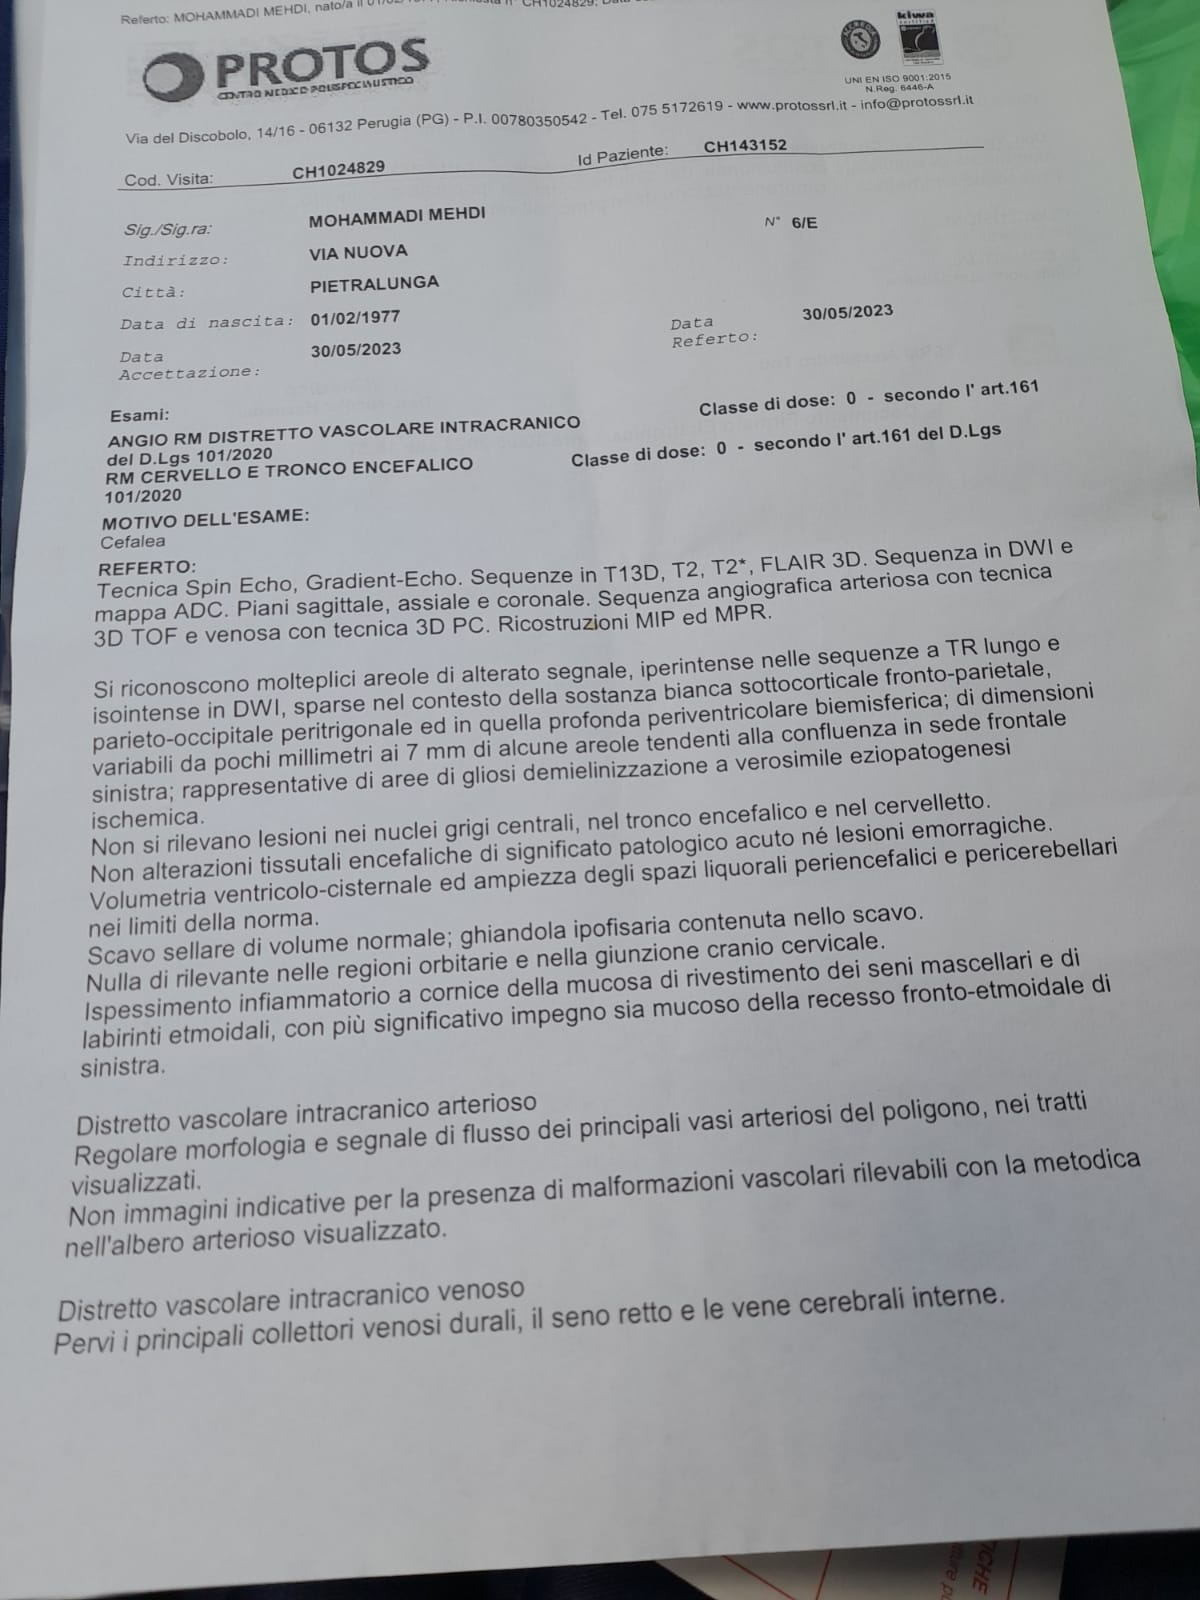 Referto: MOHAMMADI MEHDI, nato/a il
PROTOS
CENTRO MEDICO POLISPECIALISTICO
kiwa
UNI EN ISO 9001:2015
N.Reg. 6446-A
Via del Discobolo, 14/16 - 06132 Perugia (PG) - P.I. 00780350542 - Tel. 075 5172619 - www.protossrl.it - info@protossrl.it
Cod. Visita: CH1024829 Id Paziente: CH143152
Sig./Sig.ra: MOHAMMADI MEHDI
Indirizzo: VIA NUOVA N° 6/E
Città: PIETRALUNGA
Data di nascita: 01/02/1977
Data Accettazione: 30/05/2023 Data Referto: 30/05/2023
Esami:
ANGIO RM DISTRETTO VASCOLARE INTRACRANICO Classe di dose: 0 - secondo l' art.161
del D.Lgs 101/2020
RM CERVELLO E TRONCO ENCEFALICO Classe di dose: 0 - secondo l' art.161 del D.Lgs
101/2020
MOTIVO DELL'ESAME:
Cefalea
REFERTO:
Tecnica Spin Echo, Gradient-Echo. Sequenze in T13D, T2, T2*, FLAIR 3D. Sequenza in DWI e
mappa ADC. Piani sagittale, assiale e coronale. Sequenza angiografica arteriosa con tecnica
3D TOF e venosa con tecnica 3D PC. Ricostruzioni MIP ed MPR.
Si riconoscono molteplici areole di alterato segnale, iperintense nelle sequenze a TR lungo e
isointense in DWI, sparse nel contesto della sostanza bianca sottocorticale fronto-parietale,
parieto-occipitale peritrigonale ed in quella profonda periventricolare biemisferica; di dimensioni
variabili da pochi millimetri ai 7 mm di alcune areole tendenti alla confluenza in sede frontale
sinistra; rappresentative di aree di gliosi demielinizzazione a verosimile eziopatogenesi
ischemica.
Non si rilevano lesioni nei nuclei grigi centrali, nel tronco encefalico e nel cervelletto.
Non alterazioni tissutali encefaliche di significato patologico acuto né lesioni emorragiche.
Volumetria ventricolo-cisternale ed ampiezza degli spazi liquorali periencefalici e pericerebellari
nei limiti della norma.
Scavo sellare di volume normale; ghiandola ipofisaria contenuta nello scavo.
Nulla di rilevante nelle regioni orbitarie e nella giunzione cranio cervicale.
Ispessimento infiammatorio a cornice della mucosa di rivestimento dei seni mascellari e di
labirinti etmoidali, con più significativo impegno sia mucoso della recesso fronto-etmoidale di
sinistra.
Distretto vascolare intracranico arterioso
Regolare morfologia e segnale di flusso dei principali vasi arteriosi del poligono, nei tratti
visualizzati.
Non immagini indicative per la presenza di malformazioni vascolari rilevabili con la metodica
nell'albero arterioso visualizzato.
Distretto vascolare intracranico venoso
Pervi i principali collettori venosi durali, il seno retto e le vene cerebrali interne.